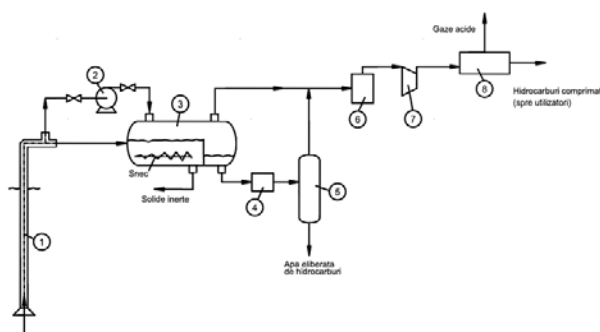 Gaze acide
2
3
8
Hidrocarburi comprimat
(spre utilizatori)
6
7
Snec
Solide inerte
4
5
1
Apa eliberata
de hidrocarburi